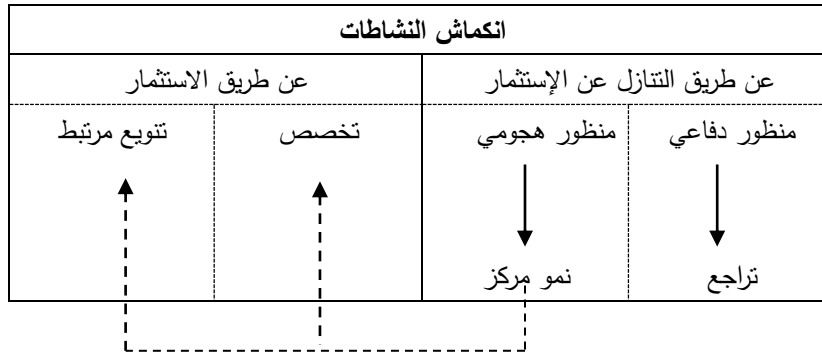 انكماش النشاطات
عن طريق التنازل عن الإستثمار عن طريق الاستثمار
منظور دفاعي منظور هجومي تخصص تنويع مرتبط
تراجع نمو مركز